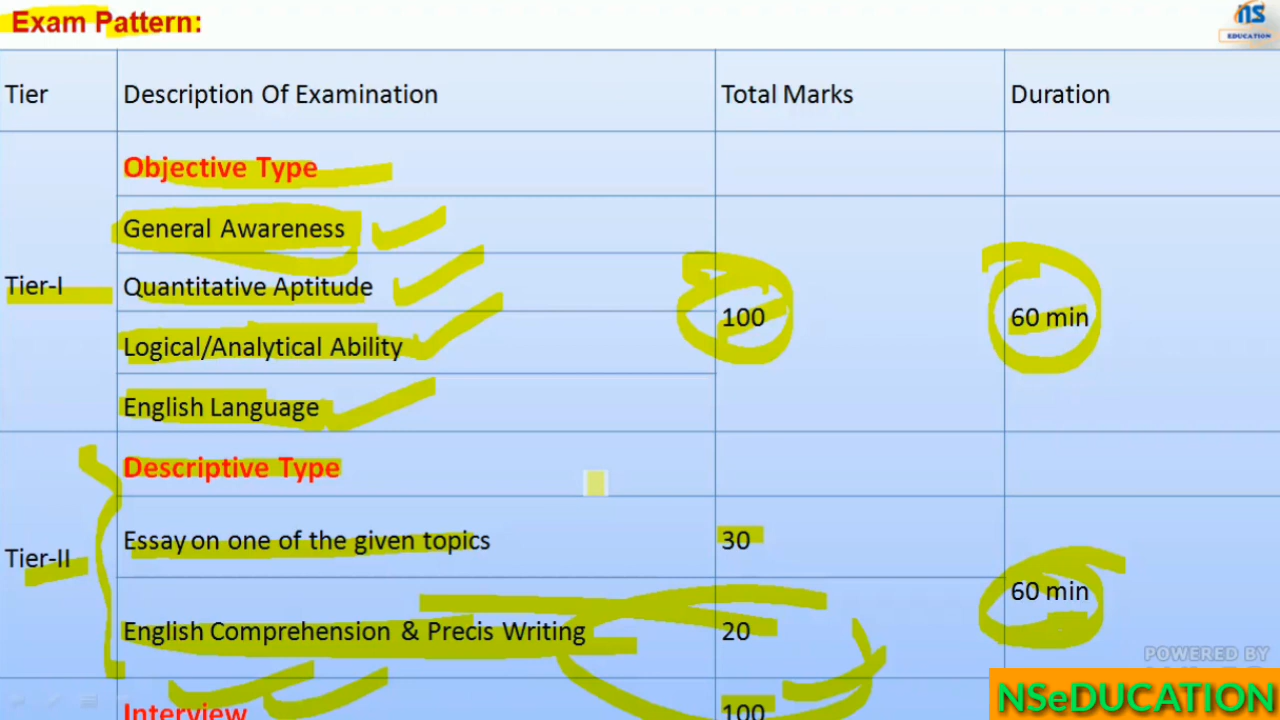 Exam Pattern:
ns
EDUCATION
Tier Description Of Examination Total Marks Duration
Objective Type
General Awareness
Tier-I Quantitative Aptitude
100 60 min
Logical/Analytical Ability
English Language
Descriptive Type
Essay on one of the given topics 30
Tier-II
60 min
English Comprehension & Precis Writing 20
POWERED BY
NSeDUCATION
Interview 100